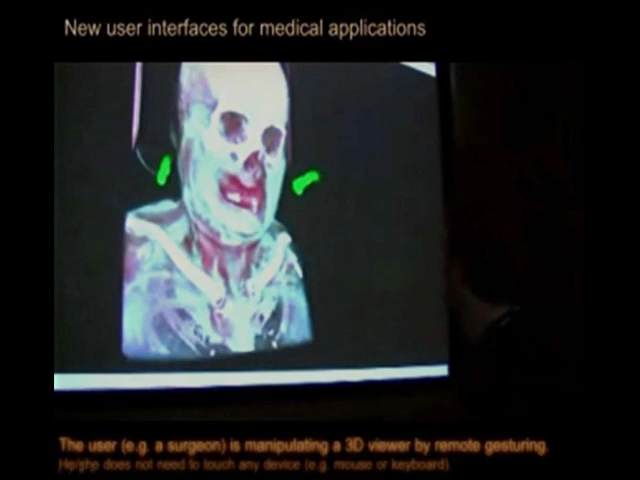 New user interfaces for medical applications
The user (e.g. a surgeon) is manipulating a 3D viewer by remote gesturing.
He/she does not need to touch any device (e.g. mouse or keyboard).